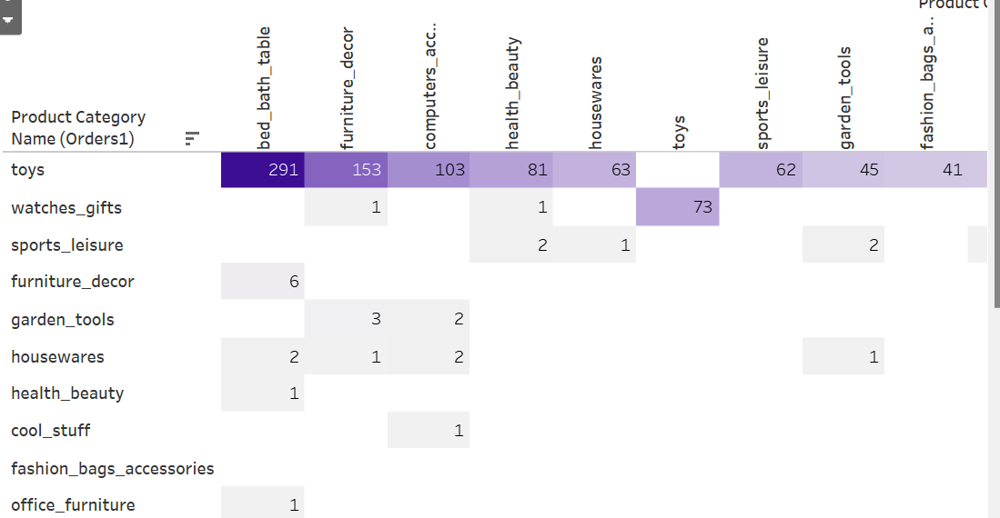 Product C
bed_bath_table furniture_decor computers_acc.. health_beauty housewares toys sports_leisure garden_tools fashion_bags_a..
Product Category
Name (Orders1)
toys 291 153 103 81 63 62 45 41
watches_gifts 1 1 73
sports_leisure 2 1 2
furniture_decor 6
garden_tools 3 2
housewares 2 1 2 1
health_beauty 1
cool_stuff 1
fashion_bags_accessories
office_furniture 1